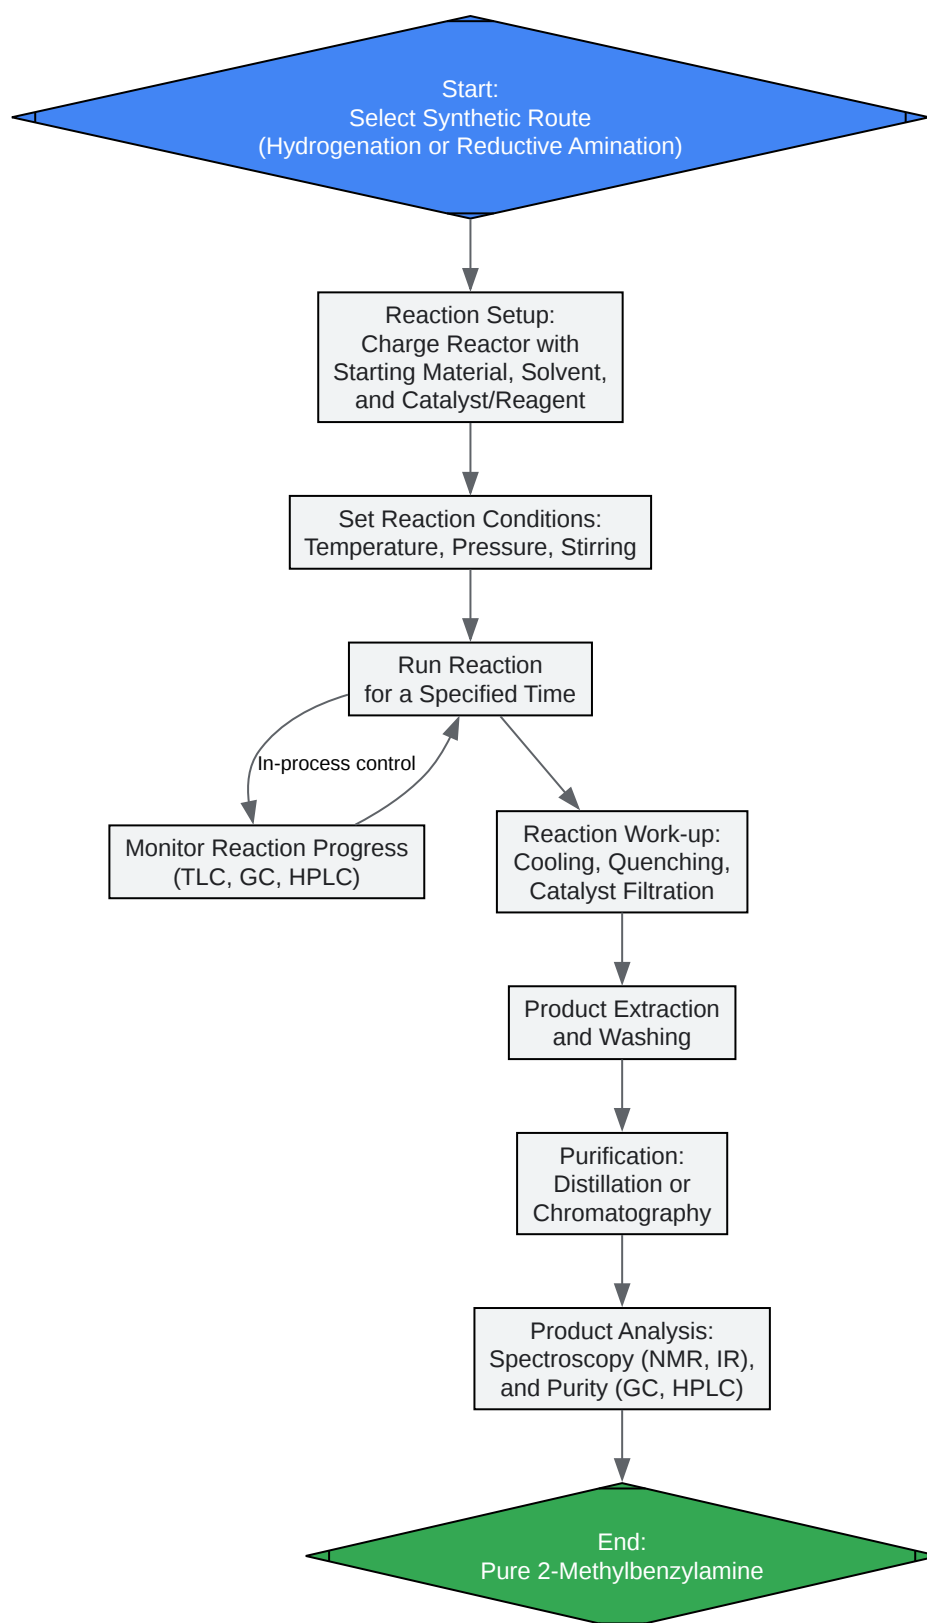 Start:
Select Synthetic Route
(Hydrogenation or Reductive Amination)
Reaction Setup:
Charge Reactor with
Starting Material, Solvent,
and Catalyst/Reagent
Set Reaction Conditions:
Temperature, Pressure, Stirring
Run Reaction
for a Specified Time
In-process control
Monitor Reaction Progress
(TLC, GC, HPLC)
Reaction Work-up:
Cooling, Quenching,
Catalyst Filtration
Product Extraction
and Washing
Purification:
Distillation or
Chromatography
Product Analysis:
Spectroscopy (NMR, IR),
and Purity (GC, HPLC)
End:
Pure 2-Methylbenzylamine